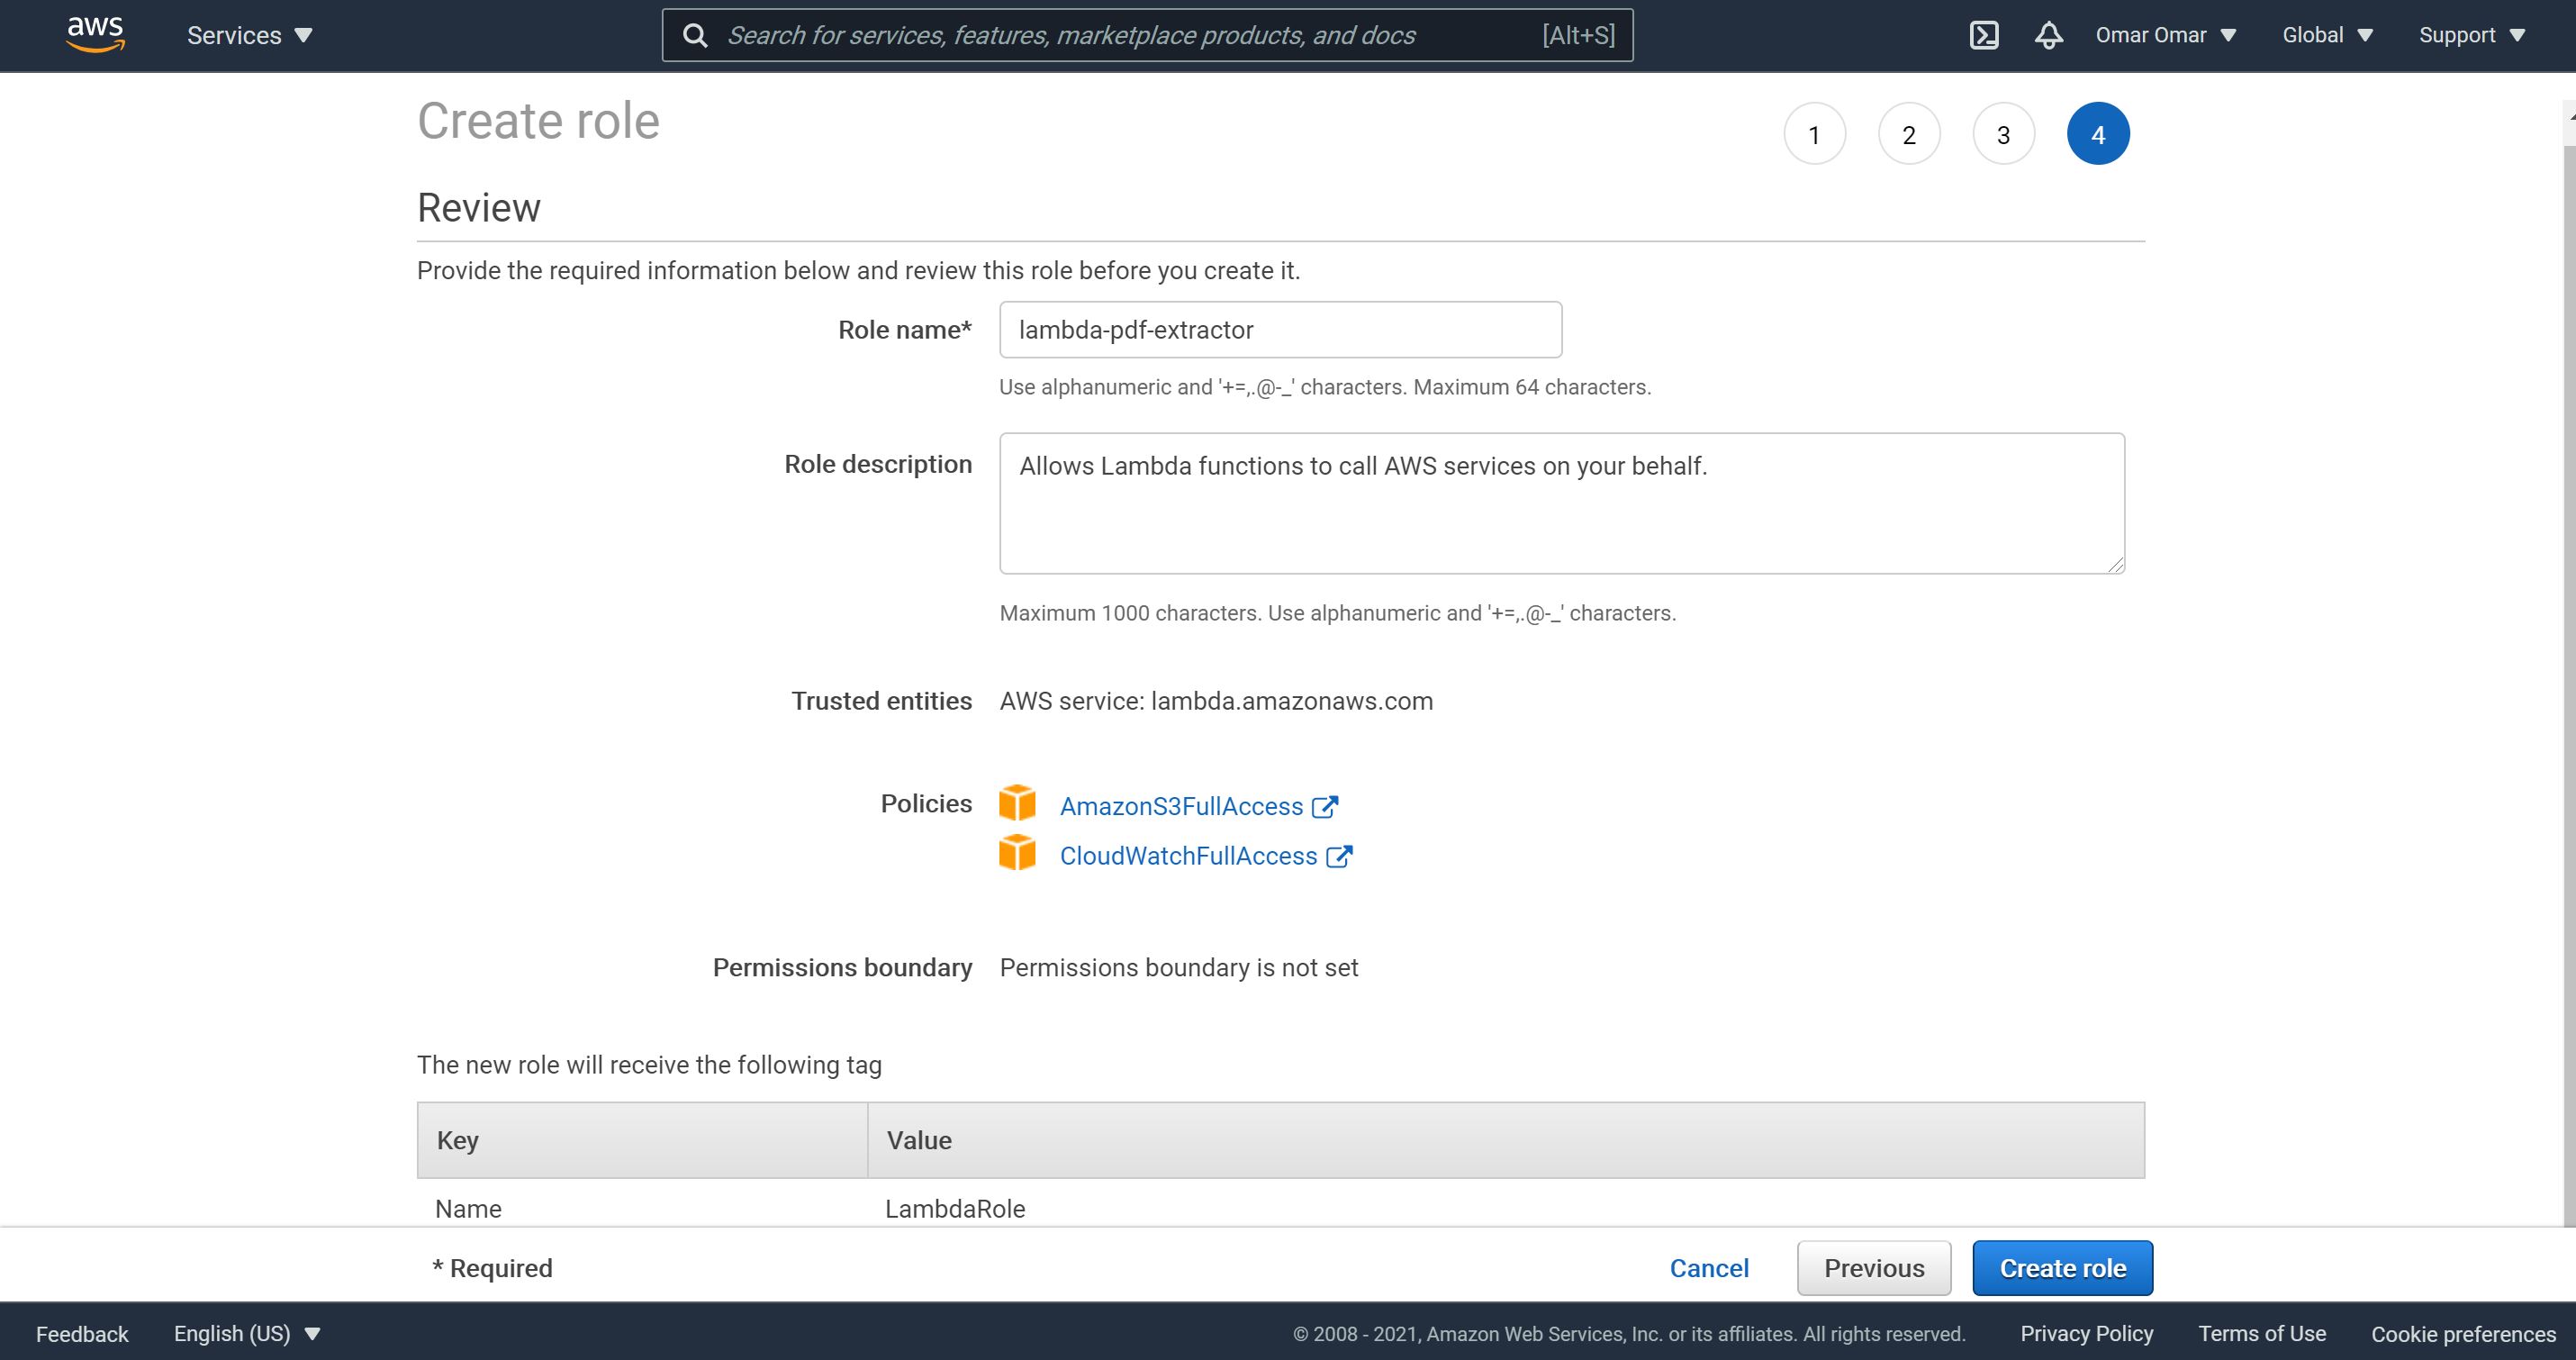 aws Services Search for services, features, marketplace products, and docs [Alt+S] Omar Omar Global Support
Create role 1 2 3 4
Review
Provide the required information below and review this role before you create it.
Role name* lambda-pdf-extractor
Use alphanumeric and '+=,.@-_' characters. Maximum 64 characters.
Role description Allows Lambda functions to call AWS services on your behalf.
Maximum 1000 characters. Use alphanumeric and '+=,.@-_' characters.
Trusted entities AWS service: lambda.amazonaws.com
Policies AmazonS3FullAccess
CloudWatchFullAccess
Permissions boundary Permissions boundary is not set
The new role will receive the following tag
Key Value
Name LambdaRole
* Required Cancel Previous Create role
Feedback English (US) © 2008 - 2021, Amazon Web Services, Inc. or its affiliates. All rights reserved. Privacy Policy Terms of Use Cookie preferences